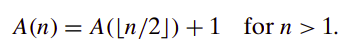 A(n) = A(⌊n/2⌋) + 1 for n > 1.